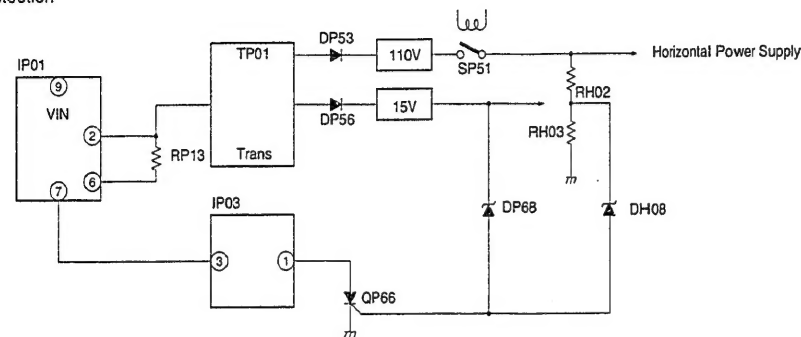 DP53
TP01
110V
Horizontal Power Supply
SP51
IP01
9
RH02
VIN
15V
DP56
2
RH03
RP13
6
Trans
7
IP03
DP68
DH08
3
1
QP66